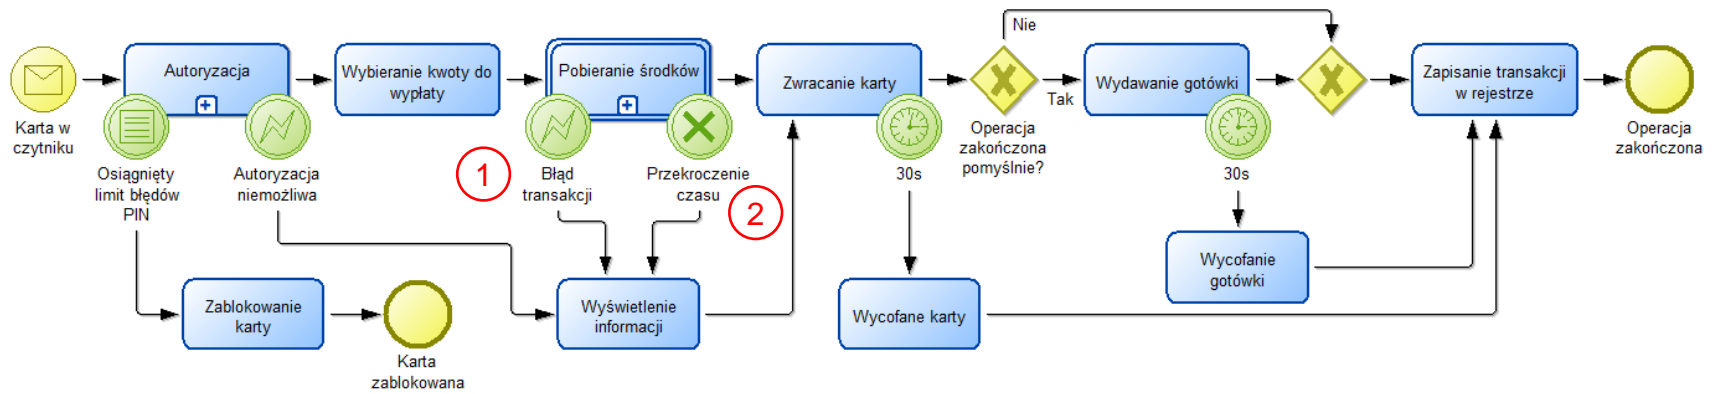 Nie
Karta w
czytniku
Autoryzacja
Osiągnięty
limit błędów
PIN
Autoryzacja
niemożliwa
Wybieranie kwoty do
wypłaty
Pobieranie środków
1
Błąd
transakcji
Przekroczenie
czasu
2
Zwracanie karty
30s
Operacja
zakończona
pomyślnie?
Tak
Wydawanie gotówki
30s
Zapisanie transakcji
w rejestrze
Operacja
zakończona
Zablokowanie
karty
Karta
zablokowana
Wyświetlenie
informacji
Wycofane karty
Wycofanie
gotówki